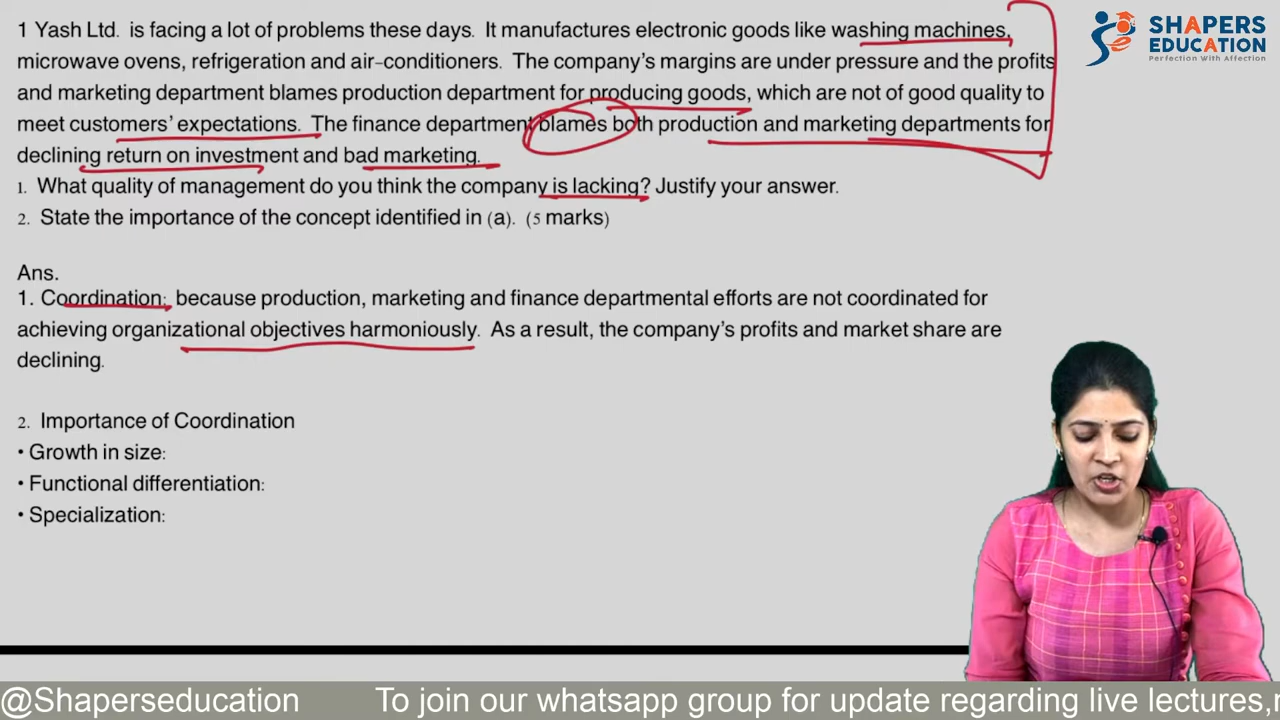 1 Yash Ltd. is facing a lot of problems these days. It manufactures electronic goods like washing machines,
microwave ovens, refrigeration and air-conditioners. The company's margins are under pressure and the profits
and marketing department blames production department for producing goods, which are not of good quality to
meet customers' expectations. The finance department blames both production and marketing departments for
declining return on investment and bad marketing.
1. What quality of management do you think the company is lacking? Justify your answer.
2. State the importance of the concept identified in (a). (5 marks)
Ans.
1. Coordination; because production, marketing and finance departmental efforts are not coordinated for
achieving organizational objectives harmoniously. As a result, the company's profits and market share are
declining.
2. Importance of Coordination
• Growth in size:
• Functional differentiation:
• Specialization:
SHAPERS
EDUCATION
Perfection With Affection
@Shaperseducation To join our whatsapp group for update regarding live lectures,